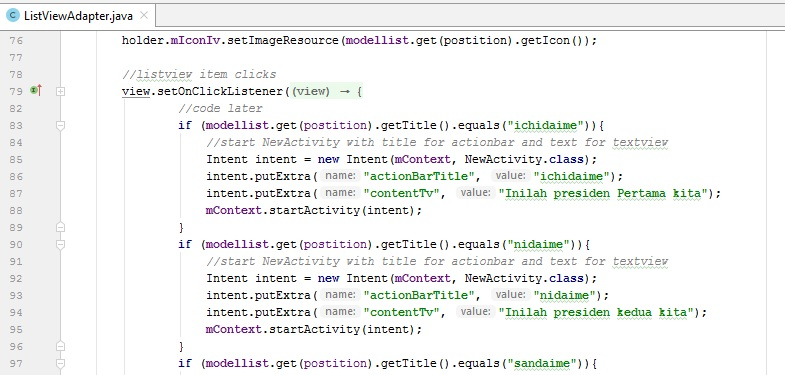 ListViewAdapter.java
76 holder.mIconIv.setImageResource(modellist.get(postition).getIcon());
77
78 //listview item clicks
79 view.setOnClickListener((view) → {
82 //code later
83 if (modellist.get(postition).getTitle().equals("ichidaime")){
84 //start NewActivity with title for actionbar and text for textview
85 Intent intent = new Intent(mContext, NewActivity.class);
86 intent.putExtra( name: "actionBarTitle", value: "ichidaime");
87 intent.putExtra( name: "contentTv", value: "Inilah presiden Pertama kita");
88 mContext.startActivity(intent);
89 }
90 if (modellist.get(postition).getTitle().equals("nidaime")){
91 //start NewActivity with title for actionbar and text for textview
92 Intent intent = new Intent(mContext, NewActivity.class);
93 intent.putExtra( name: "actionBarTitle", value: "nidaime");
94 intent.putExtra( name: "contentTv", value: "Inilah presiden kedua kita");
95 mContext.startActivity(intent);
96 }
97 if (modellist.get(postition).getTitle().equals("sandaime")){